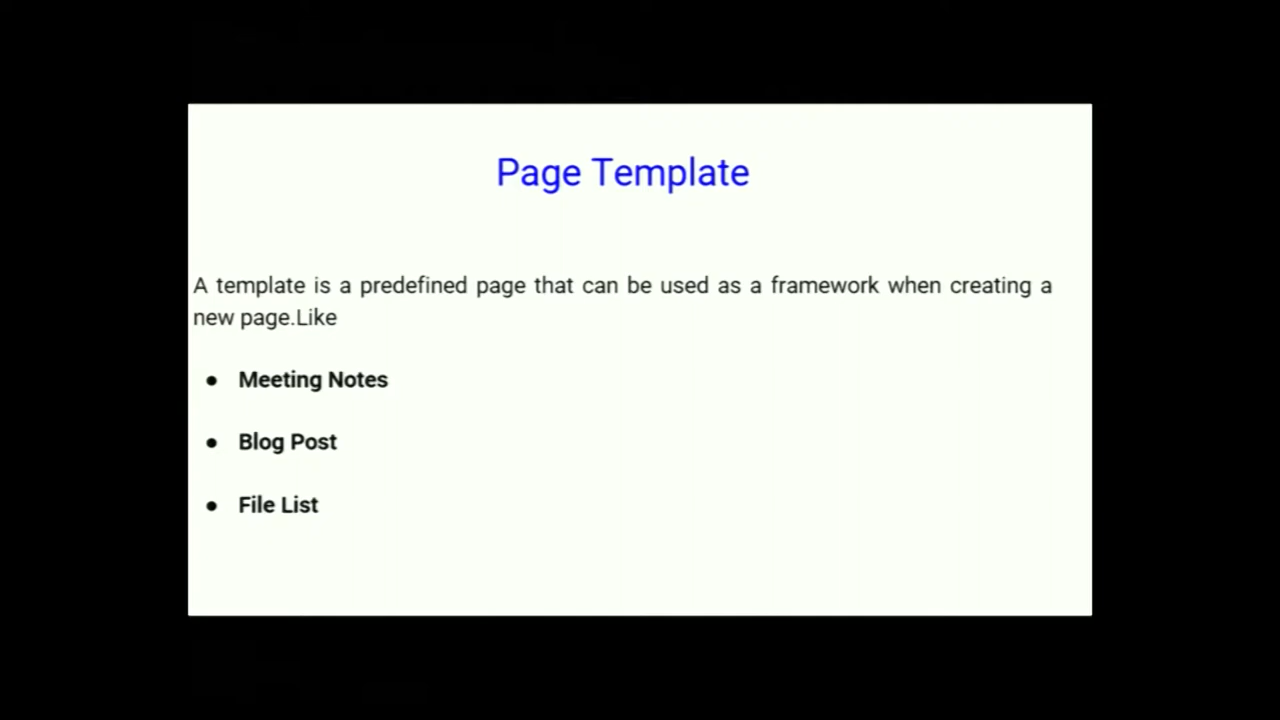 Page Template
A template is a predefined page that can be used as a framework when creating a
new page.Like
● Meeting Notes
● Blog Post
● File List